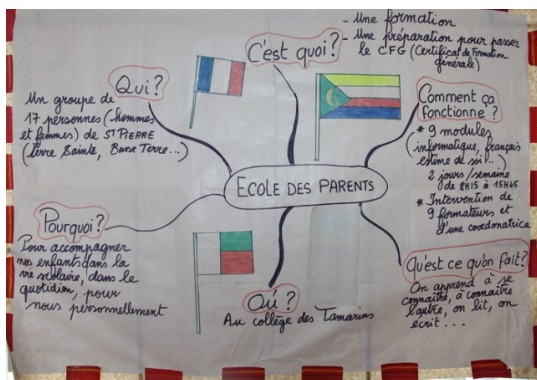 C'est quoi?
- Une formation
- Une préparation pour passer
le CFG (Certificat de Formation
générale)
Qui?
Un groupe de
17 personnes (hommes
et femmes) de St PIERRE
(Terre Sainte, Basse Terre...)
Comment ça
fonctionne?
* 9 modules
(informatique, français
estime de soi...)
2 jours/semaine
de 8H15 à 15H45
* Intervention de
9 formateurs et
d'une coordonatrice
ECOLE DES PARENTS
Pourquoi?
Pour accompagner
nos enfants dans la
vie scolaire, dans le
quotidien, pour
nous personnellement
Où?
Au collège des Tamarins
Qu'est ce qu'on fait?
On apprend à se
connaître, à connaître
l'autre, on lit, on
écrit...